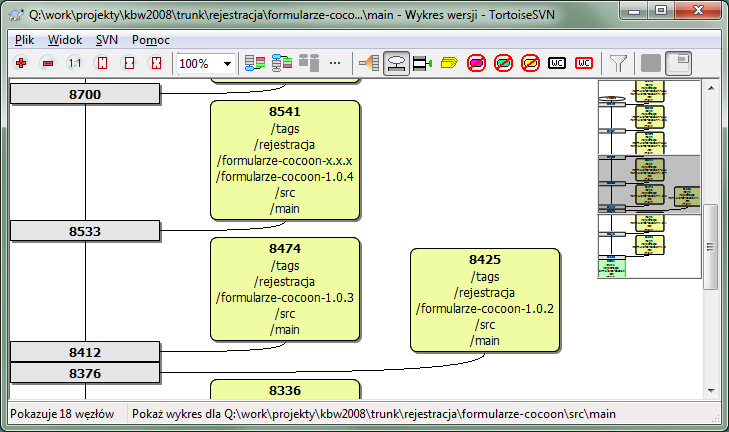 Q:\work\projekty\kbw2008\trunk\rejestracja\formularze-coco...\main - Wykres wersji - TortoiseSVN
Plik Widok SVN Pomoc
1:1 100% WC WC
8700
8541
/tags
/rejestracja
/formularze-cocoon-x.x.x
/formularze-cocoon-1.0.4
/src
/main
8533
8474
/tags
/rejestracja
/formularze-cocoon-1.0.3
/src
/main
8425
/tags
/rejestracja
/formularze-cocoon-1.0.2
/src
/main
8412
8376
8336
Pokazuje 18 węzłów
Pokaż wykres dla Q:\work\projekty\kbw2008\trunk\rejestracja\formularze-cocoon\src\main